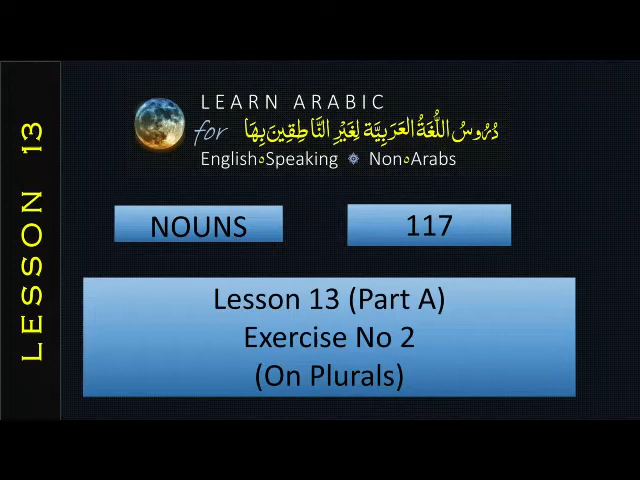 LESSON 13
LEARN ARABIC
for دُرُوسُ اللُّغَةُ العَرَبِيَّة لِغَيْرِ النَّاطِقِينَ بِهَا
English Speaking Non Arabs
NOUNS
117
Lesson 13 (Part A)
Exercise No 2
(On Plurals)